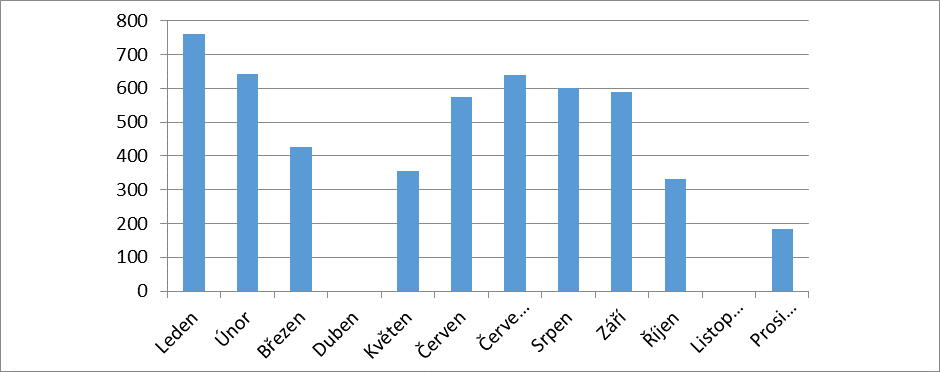 800
700
600
500
400
300
200
100
0
Leden
Únor
Březen
Duben
Květen
Červen
Červe...
Srpen
Září
Říjen
Listop...
Prosi...